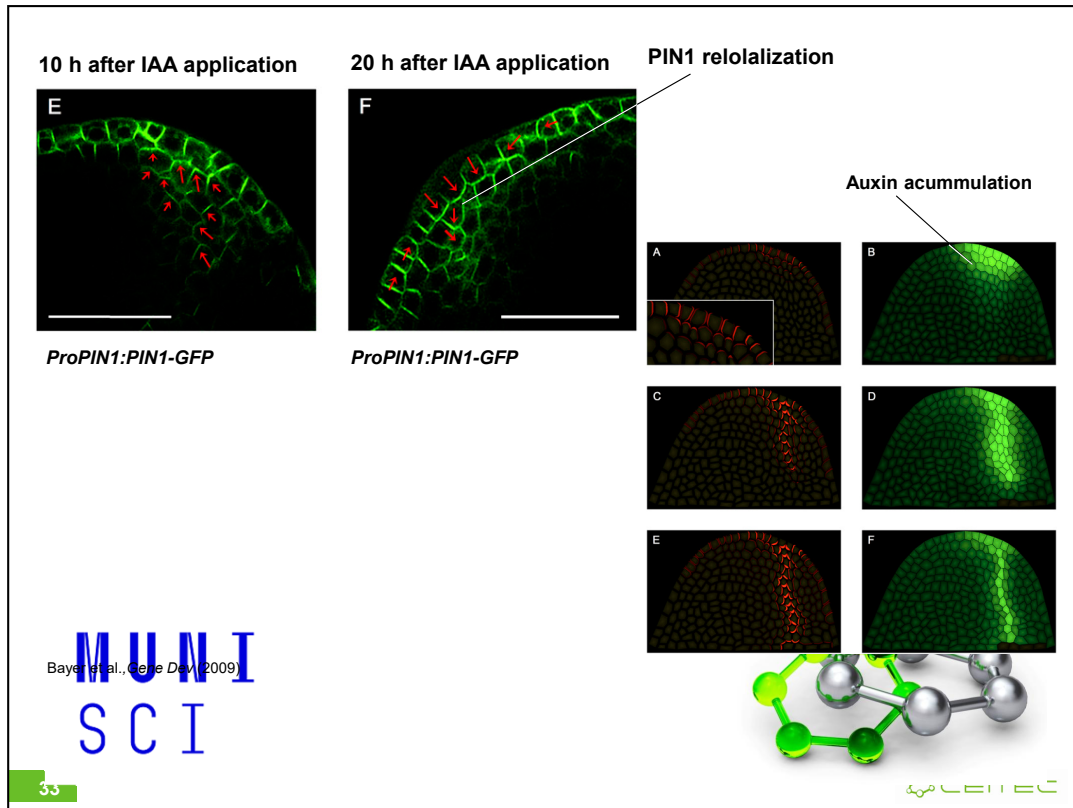 10 h after IAA application
20 h after IAA application
PIN1 relolalization
E
F
Auxin acummulation
A
B
ProPIN1:PIN1-GFP
ProPIN1:PIN1-GFP
C
D
E
F
MUNI
Bayer et al., Gene Dev (2009)
SCI
33
CEITEC